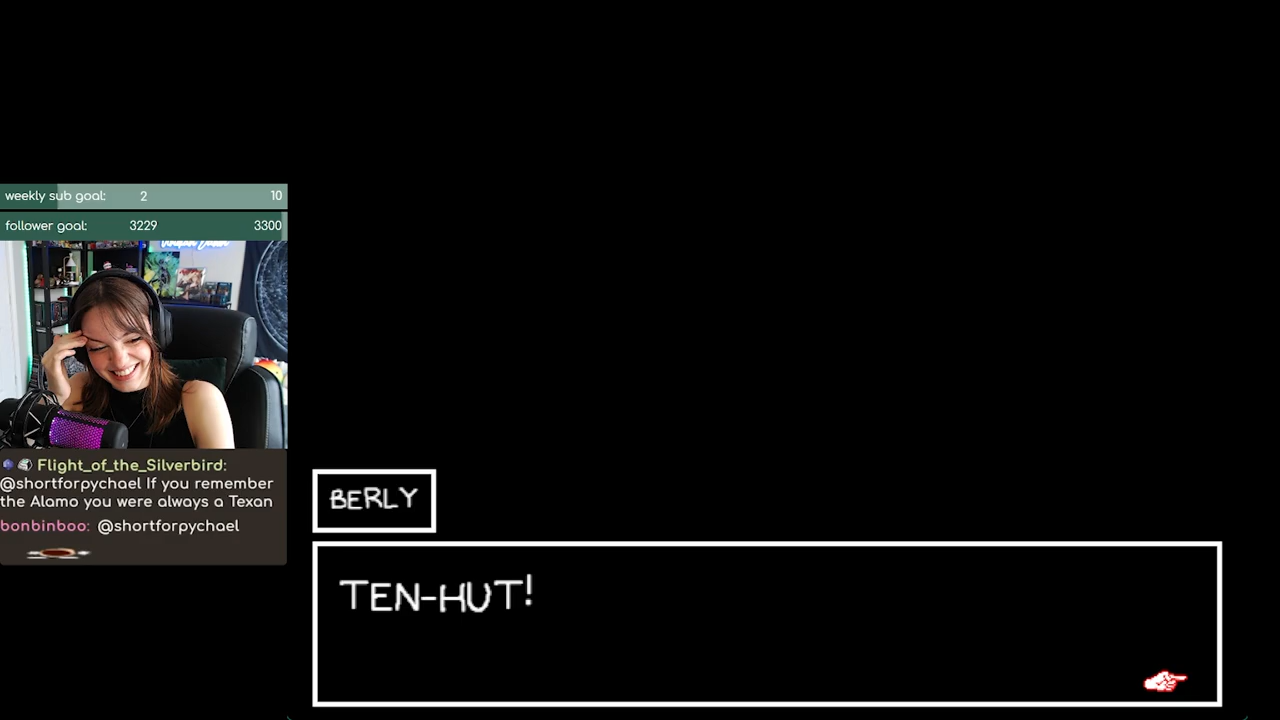 weekly sub goal: 2 10
follower goal: 3229 3300
Flight_of_the_Silverbird:
@shortforpychael If you remember
the Alamo you were always a Texan
bonbinboo: @shortforpychael
BERLY
TEN-HUT!